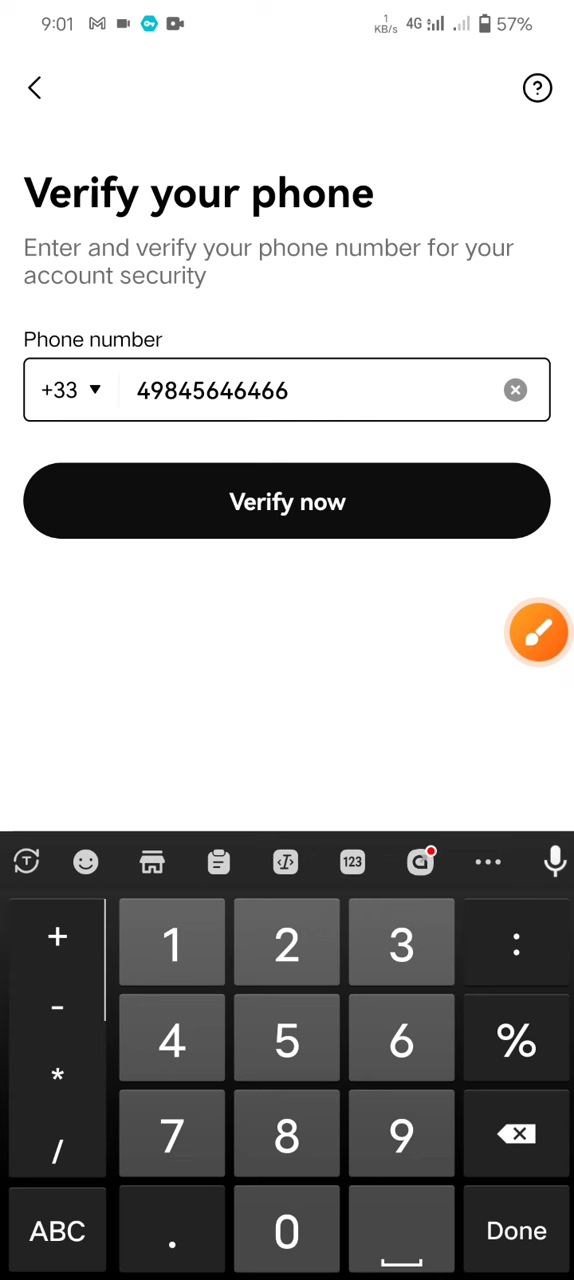 9:01
1 KB/s 4G 57%
?
Verify your phone
Enter and verify your phone number for your
account security
Phone number
+33 49845646466
Verify now
T T 123
+ 1 2 3 :
- 4 5 6 %
* 7 8 9
/
ABC . 0 Done